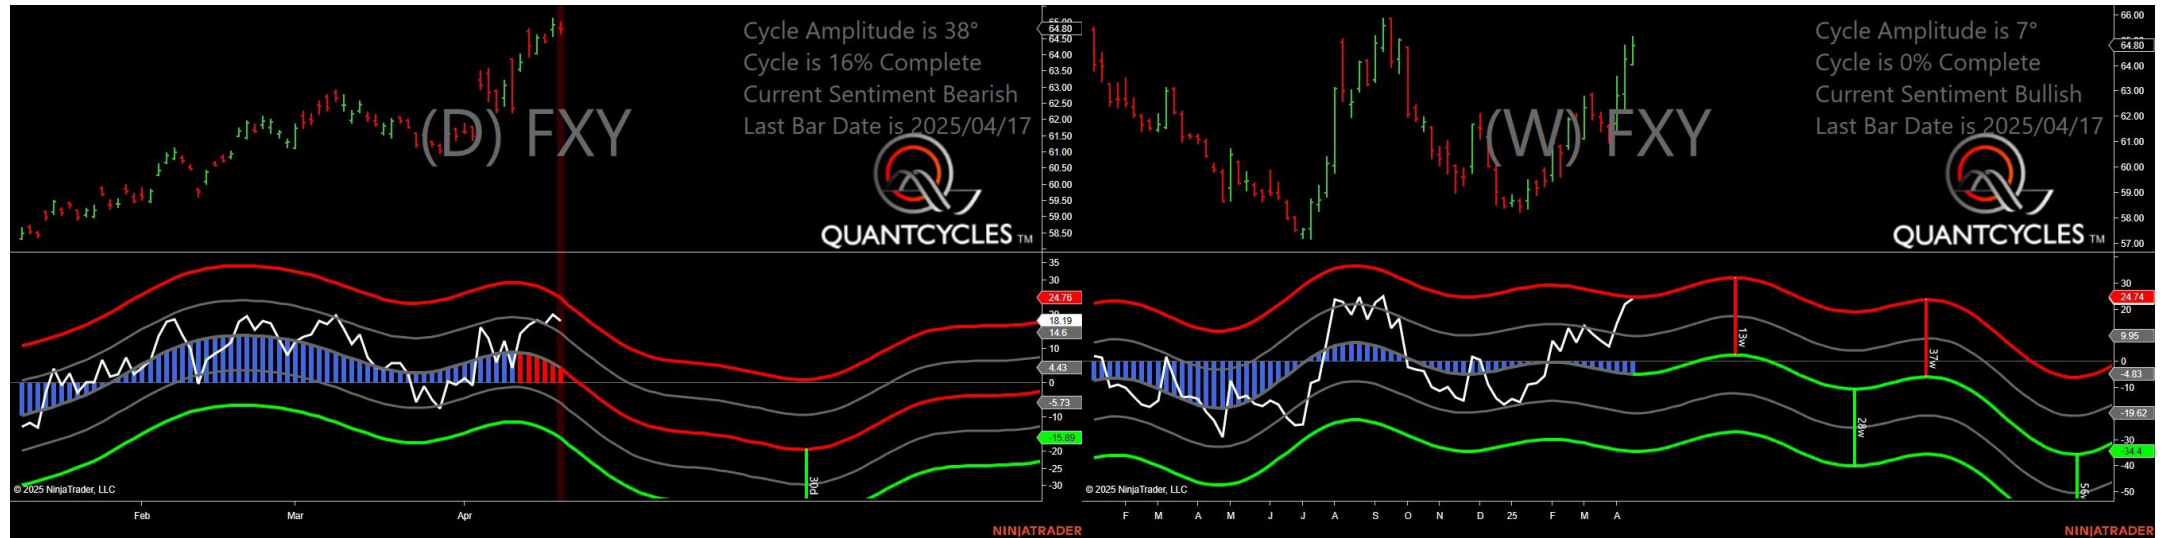 Cycle Amplitude is 38°
Cycle is 16% Complete
Current Sentiment Bearish
Last Bar Date is 2025/04/17
(D) FXY
QUANTCYCLES TM
64.80
64.50
64.00
63.50
63.00
62.50
62.00
61.50
61.00
60.50
60.00
59.50
59.00
58.50
35
30
24.76
18.19
14.6
10
4.43
0
-5.73
-10
-15.89
-20
-25
-30
30d
© 2025 NinjaTrader, LLC
Feb Mar Apr
NINJATRADER
Cycle Amplitude is 7°
Cycle is 0% Complete
Current Sentiment Bullish
Last Bar Date is 2025/04/17
(W) FXY
QUANTCYCLES TM
66.00
64.80
64.00
63.00
62.00
61.00
60.00
59.00
58.00
57.00
30
24.74
20
9.95
0
-4.83
-10
-19.62
-30
-34.4
-40
-50
13w
28w
37w
© 2025 NinjaTrader, LLC
F M A M J J A S O N D 25 F M A
NINJATRADER